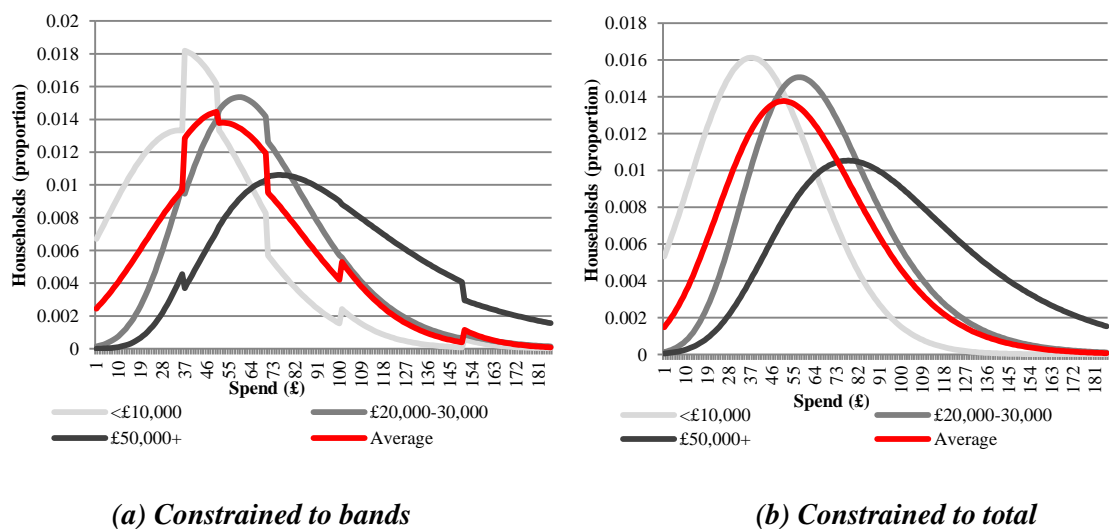 0.02
0.018
0.016
0.014
0.012
0.01
0.008
0.006
0.004
0.002
0
Householsds (proportion)
1 10 19 28 37 46 55 64 73 82 91 100 109 118 127 136 145 154 163 172 181
Spend (£)
<£10,000 £20,000-30,000
£50,000+ Average
(a) Constrained to bands
0.018
0.016
0.014
0.012
0.01
0.008
0.006
0.004
0.002
0
Householsds (proportion)
1 10 19 28 37 46 55 64 73 82 91 100 109 118 127 136 145 154 163 172 181
Spend (£)
<£10,000 £20,000-30,000
£50,000+ Average
(b) Constrained to total